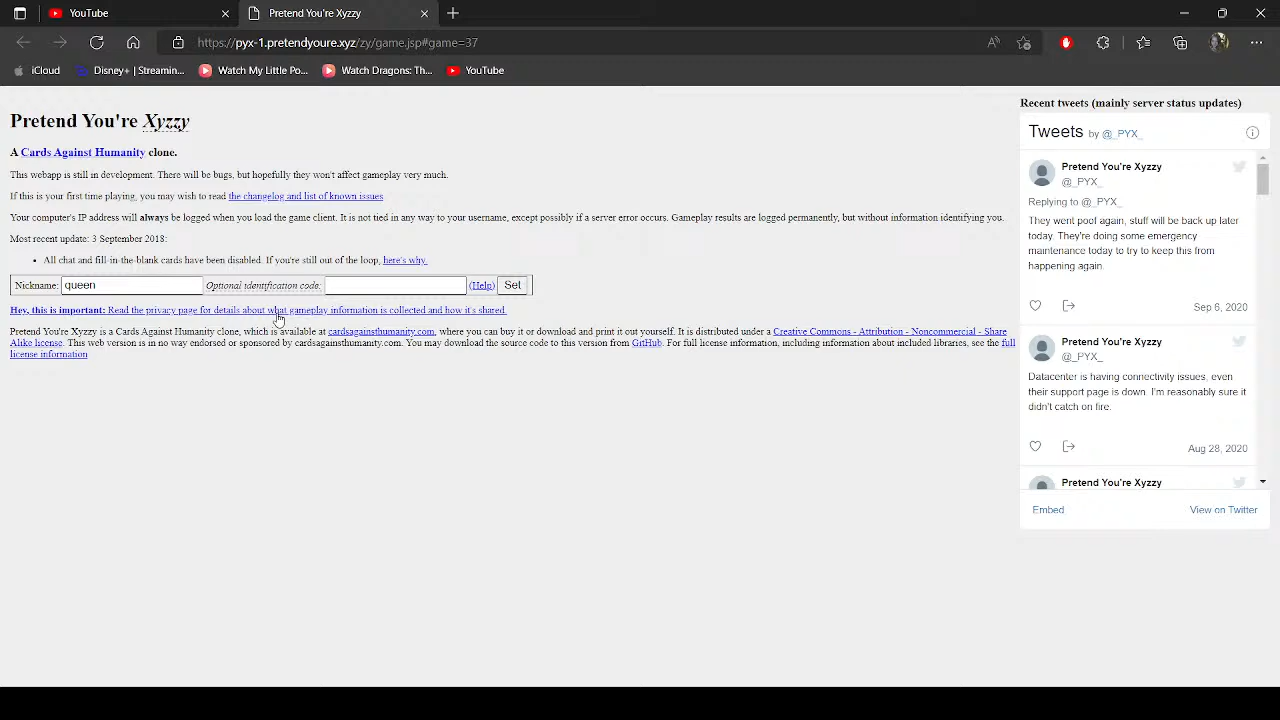 YouTube
Pretend You're Xyzzy
https://pyx-1.pretendyoure.xyz/zy/game.jsp#game=37
iCloud
Disney+ | Streamin...
Watch My Little Po...
Watch Dragons: Th...
YouTube
Pretend You're Xyzzy
A Cards Against Humanity clone.
This webapp is still in development. There will be bugs, but hopefully they won't affect gameplay very much.
If this is your first time playing, you may wish to read the changelog and list of known issues
Your computer's IP address will always be logged when you load the game client. It is not tied in any way to your username, except possibly if a server error occurs. Gameplay results are logged permanently, but without information identifying you.
Most recent update: 3 September 2018:
• All chat and fill-in-the-blank cards have been disabled. If you're still out of the loop, here's why.
Nickname: queen Optional identification code: (Help) Set
Hey, this is important: Read the privacy page for details about what gameplay information is collected and how it's shared.
Pretend You're Xyzzy is a Cards Against Humanity clone, which is available at cardsagainsthumanity.com, where you can buy it or download and print it out yourself. It is distributed under a Creative Commons - Attribution - Noncommercial - Share
Alike license. This web version is in no way endorsed or sponsored by cardsagainsthumanity.com. You may download the source code to this version from GitHub. For full license information, including information about included libraries, see the full
license information
Recent tweets (mainly server status updates)
Tweets by @_PYX_
Pretend You're Xyzzy
@_PYX_
Replying to @_PYX_
They went poof again, stuff will be back up later
today. They're doing some emergency
maintenance today to try to keep this from
happening again.
Sep 6, 2020
Pretend You're Xyzzy
@_PYX_
Datacenter is having connectivity issues, even
their support page is down. I'm reasonably sure it
didn't catch on fire.
Aug 28, 2020
Pretend You're Xyzzy
Embed
View on Twitter